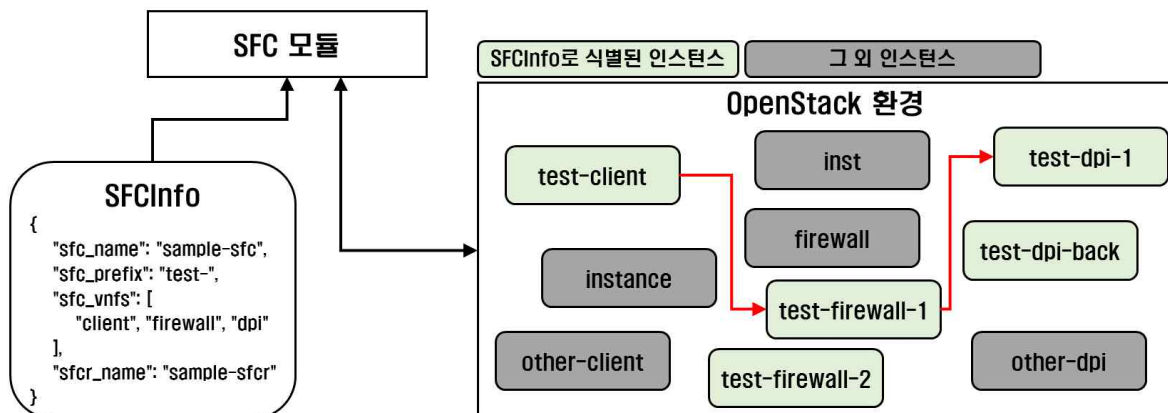 SFC 모듈
SFCInfo로 식별된 인스턴스
그 외 인스턴스
OpenStack 환경
test-client
inst
test-dpi-1
firewall
test-dpi-back
instance
test-firewall-1
other-client
test-firewall-2
other-dpi
SFCInfo
{
"sfc_name": "sample-sfc",
"sfc_prefix": "test-",
"sfc_vnfs": [
"client", "firewall", "dpi"
],
"sfcr_name": "sample-sfcr"
}